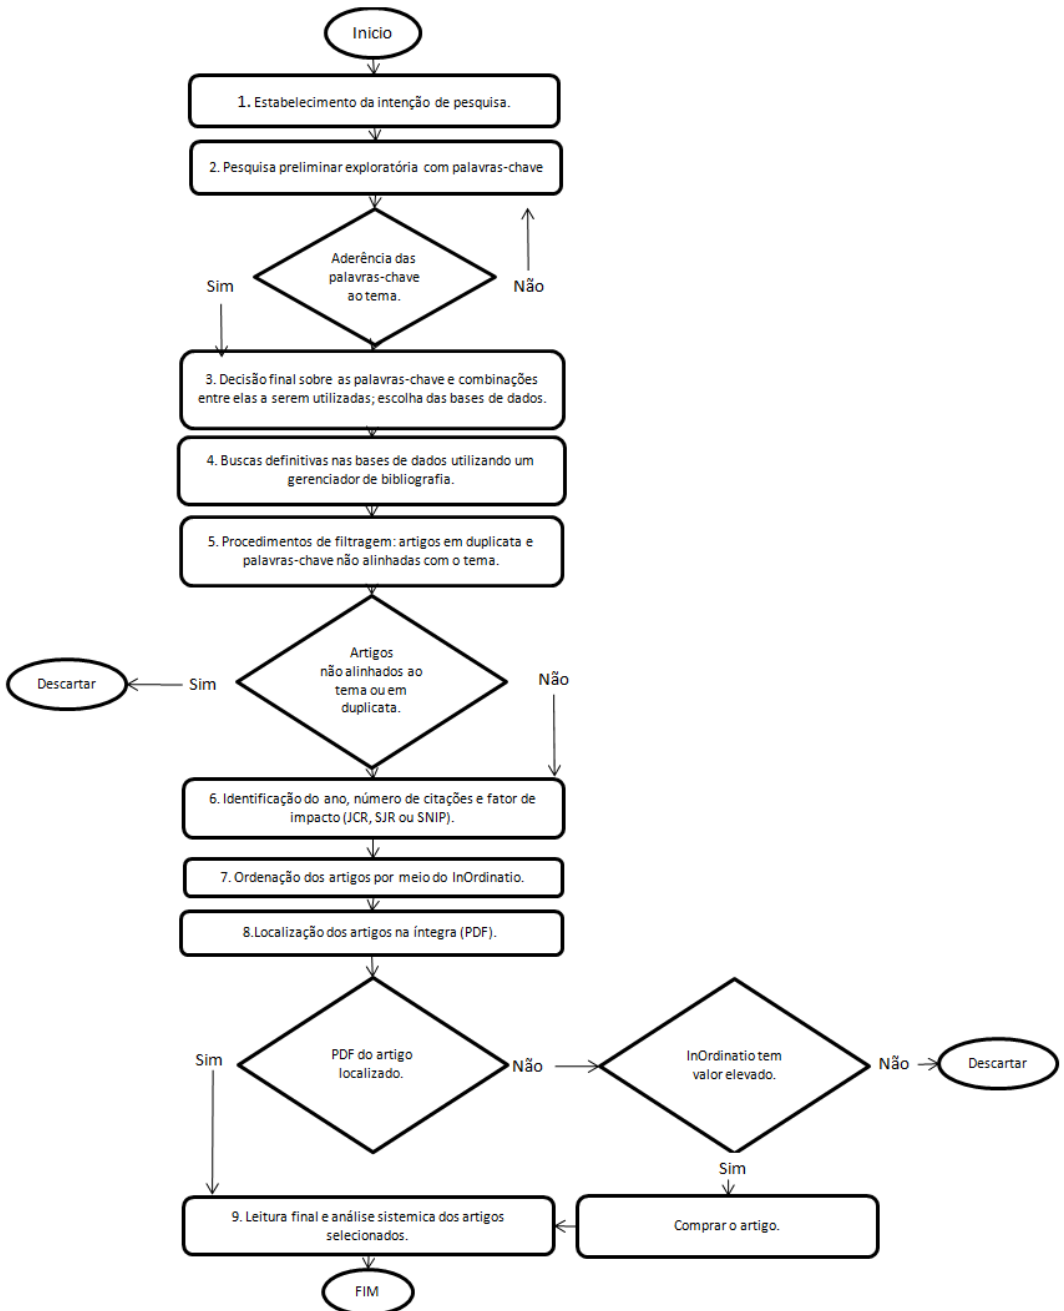 Inicio
1. Estabelecimento da intenção de pesquisa.
2. Pesquisa preliminar exploratória com palavras-chave
Aderência das
palavras-chave
ao tema.
Sim
Não
3. Decisão final sobre as palavras-chave e combinações
entre elas a serem utilizadas; escolha das bases de dados.
4. Buscas definitivas nas bases de dados utilizando um
gerenciador de bibliografia.
5. Procedimentos de filtragem: artigos em duplicata e
palavras-chave não alinhadas com o tema.
Artigos
não alinhados ao
tema ou em
duplicata.
Descartar
Sim
Não
6. Identificação do ano, número de citações e fator de
impacto (JCR, SJR ou SNIP).
7. Ordenação dos artigos por meio do InOrdinatio.
8.Localização dos artigos na íntegra (PDF).
Sim
PDF do artigo
localizado.
Não
InOrdinatio tem
valor elevado.
Não
Descartar
Sim
9. Leitura final e análise sistemica dos artigos
selecionados.
Comprar o artigo.
FIM